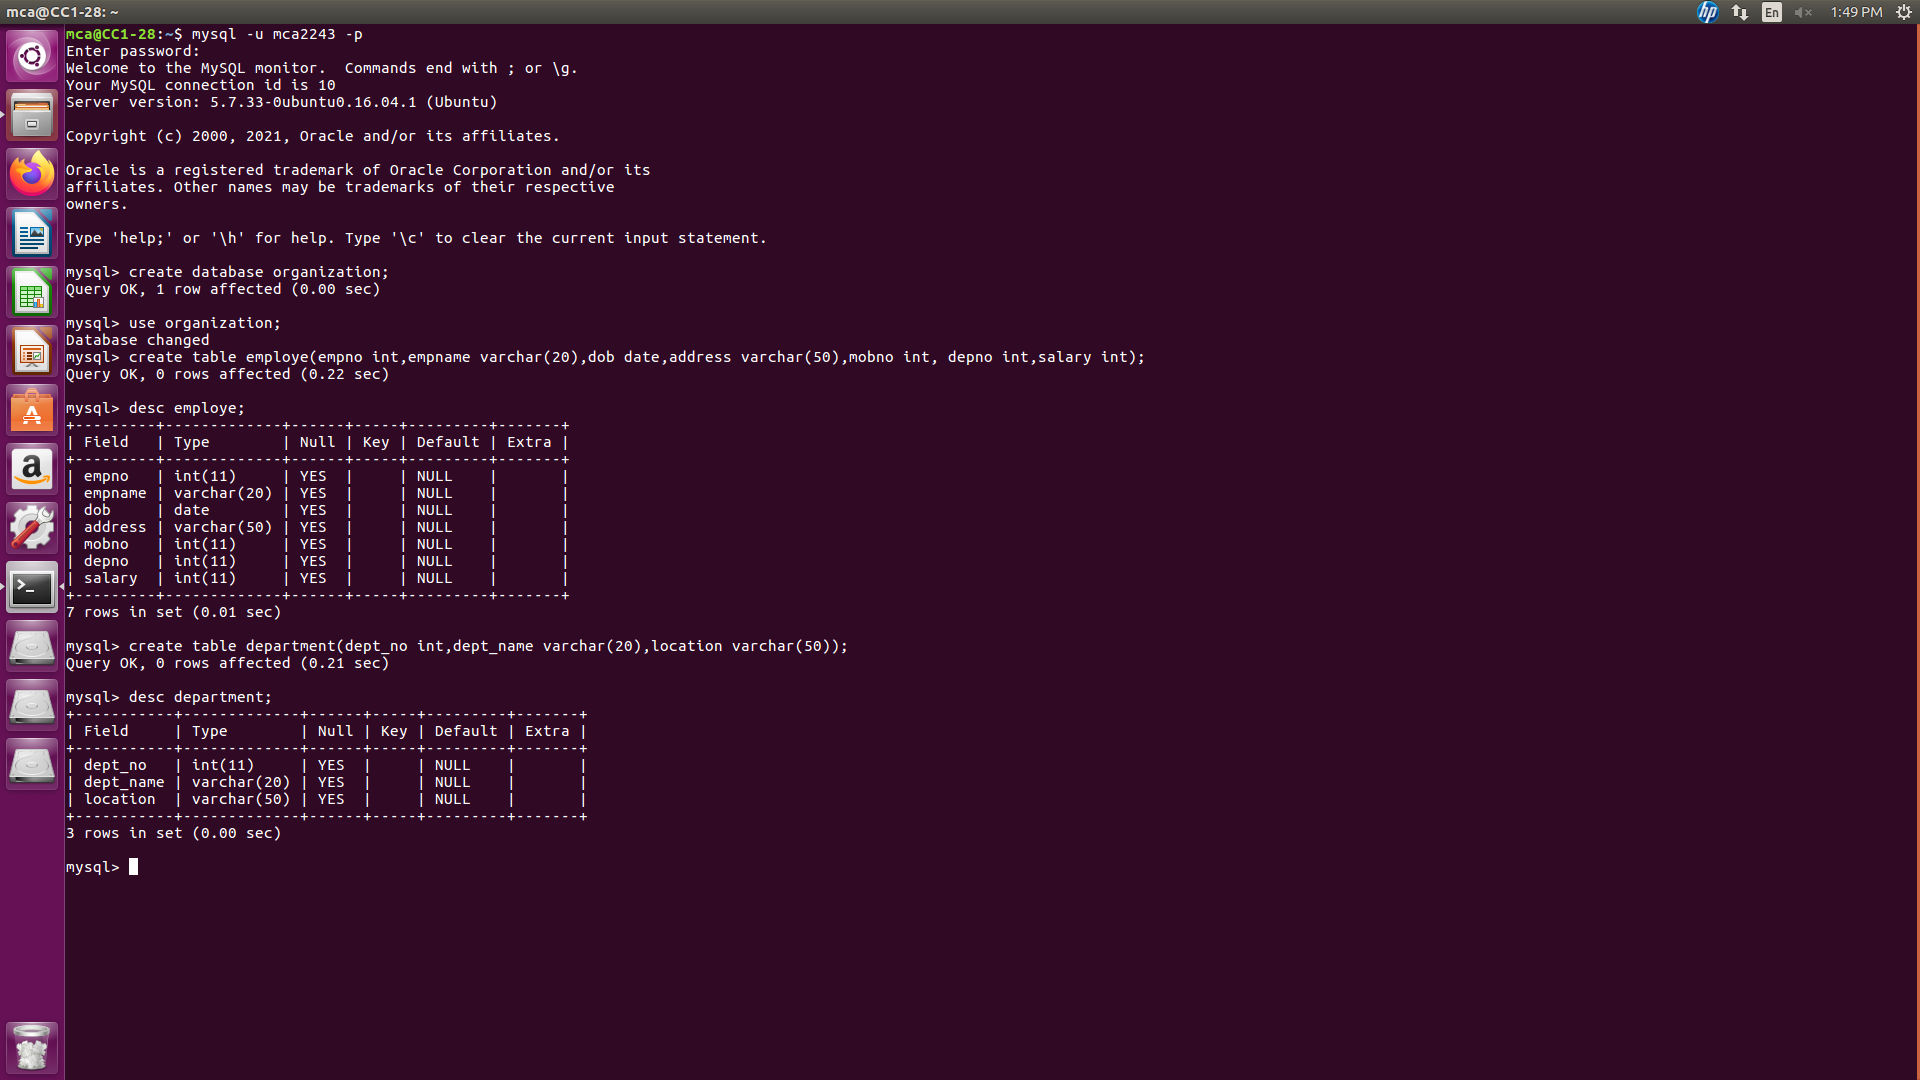 mca@CC1-28: ~
hp
En
1:49 PM
mca@CC1-28:~$ mysql -u mca2243 -p
Enter password:
Welcome to the MySQL monitor.  Commands end with ; or \g.
Your MySQL connection id is 10
Server version: 5.7.33-0ubuntu0.16.04.1 (Ubuntu)

Copyright (c) 2000, 2021, Oracle and/or its affiliates.

Oracle is a registered trademark of Oracle Corporation and/or its
affiliates. Other names may be trademarks of their respective
owners.

Type 'help;' or '\h' for help. Type '\c' to clear the current input statement.

mysql> create database organization;
Query OK, 1 row affected (0.00 sec)

mysql> use organization;
Database changed
mysql> create table employe(empno int,empname varchar(20),dob date,address varchar(50),mobno int, depno int,salary int);
Query OK, 0 rows affected (0.22 sec)

mysql> desc employe;
+---------+-------------+------+-----+---------+-------+
| Field   | Type        | Null | Key | Default | Extra |
+---------+-------------+------+-----+---------+-------+
| empno   | int(11)     | YES  |     | NULL    |       |
| empname | varchar(20) | YES  |     | NULL    |       |
| dob     | date        | YES  |     | NULL    |       |
| address | varchar(50) | YES  |     | NULL    |       |
| mobno   | int(11)     | YES  |     | NULL    |       |
| depno   | int(11)     | YES  |     | NULL    |       |
| salary  | int(11)     | YES  |     | NULL    |       |
+---------+-------------+------+-----+---------+-------+
7 rows in set (0.01 sec)

mysql> create table department(dept_no int,dept_name varchar(20),location varchar(50));
Query OK, 0 rows affected (0.21 sec)

mysql> desc department;
+-----------+-------------+------+-----+---------+-------+
| Field     | Type        | Null | Key | Default | Extra |
+-----------+-------------+------+-----+---------+-------+
| dept_no   | int(11)     | YES  |     | NULL    |       |
| dept_name | varchar(20) | YES  |     | NULL    |       |
| location  | varchar(50) | YES  |     | NULL    |       |
+-----------+-------------+------+-----+---------+-------+
3 rows in set (0.00 sec)

mysql>